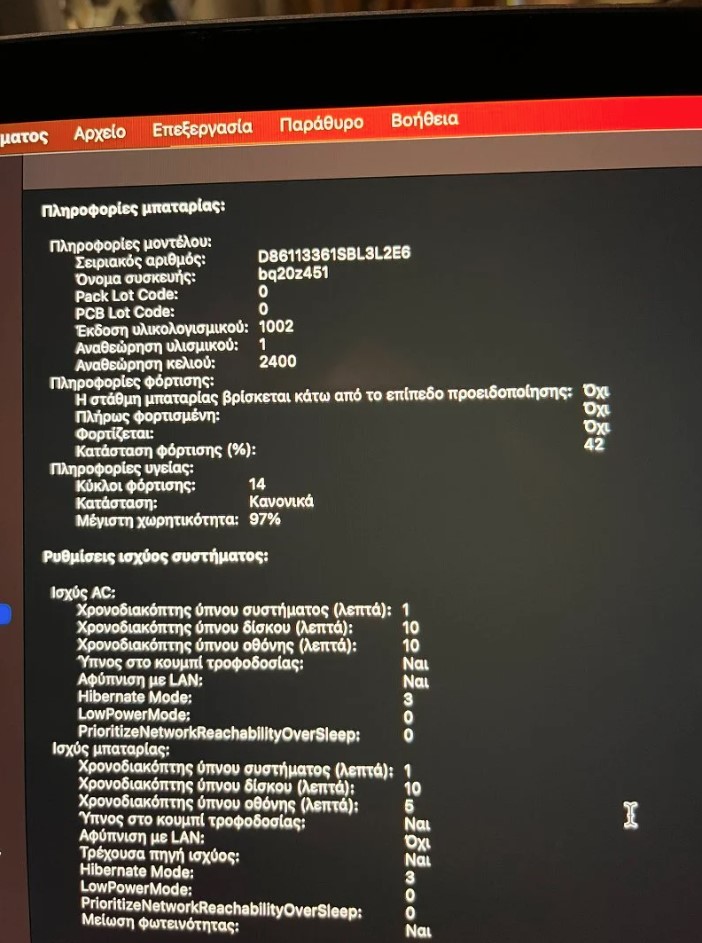 ματος Αρχείο Επεξεργασία Παράθυρο Βοήθεια
Πληροφορίες μπαταρίας:
Πληροφορίες μοντέλου:
Σειριακός αριθμός: D86113361SBL3L2E6
Όνομα συσκευής: bq20z451
Pack Lot Code: 0
PCB Lot Code: 0
Έκδοση υλικολογισμικού: 1002
Αναθεώρηση υλισμικού: 1
Αναθεώρηση κελιού: 2400
Πληροφορίες φόρτισης:
Η στάθμη μπαταρίας βρίσκεται κάτω από το επίπεδο προειδοποίησης: Όχι
Πλήρως φορτισμένη: Όχι
Φορτίζεται: Όχι
Κατάσταση φόρτισης (%): 42
Πληροφορίες υγείας:
Κύκλοι φόρτισης: 14
Κατάσταση: Κανονικά
Μέγιστη χωρητικότητα: 97%
Ρυθμίσεις ισχύος συστήματος:
Ισχύς AC:
Χρονοδιακόπτης ύπνου συστήματος (λεπτά): 1
Χρονοδιακόπτης ύπνου δίσκου (λεπτά): 10
Χρονοδιακόπτης ύπνου οθόνης (λεπτά): 10
Ύπνος στο κουμπί τροφοδοσίας: Ναι
Αφύπνιση με LAN: Ναι
Hibernate Mode: 3
LowPowerMode: 0
PrioritizeNetworkReachabilityOverSleep: 0
Ισχύς μπαταρίας:
Χρονοδιακόπτης ύπνου συστήματος (λεπτά): 1
Χρονοδιακόπτης ύπνου δίσκου (λεπτά): 10
Χρονοδιακόπτης ύπνου οθόνης (λεπτά): 5
Ύπνος στο κουμπί τροφοδοσίας: Ναι
Αφύπνιση με LAN: Όχι
Τρέχουσα πηγή ισχύος: Ναι
Hibernate Mode: 3
LowPowerMode: 0
PrioritizeNetworkReachabilityOverSleep: 0
Μείωση φωτεινότητας: Ναι